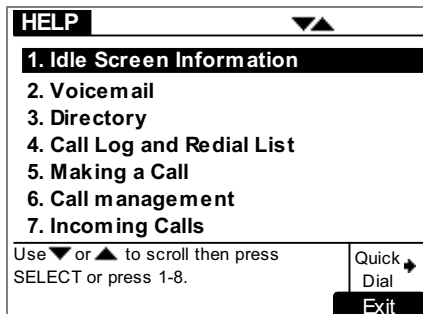 HELP
1. Idle Screen Information
2. Voicemail
3. Directory
4. Call Log and Redial List
5. Making a Call
6. Call management
7. Incoming Calls
Use ▼ or ▲ to scroll then press
SELECT or press 1-8.
Quick
Dial
Exit